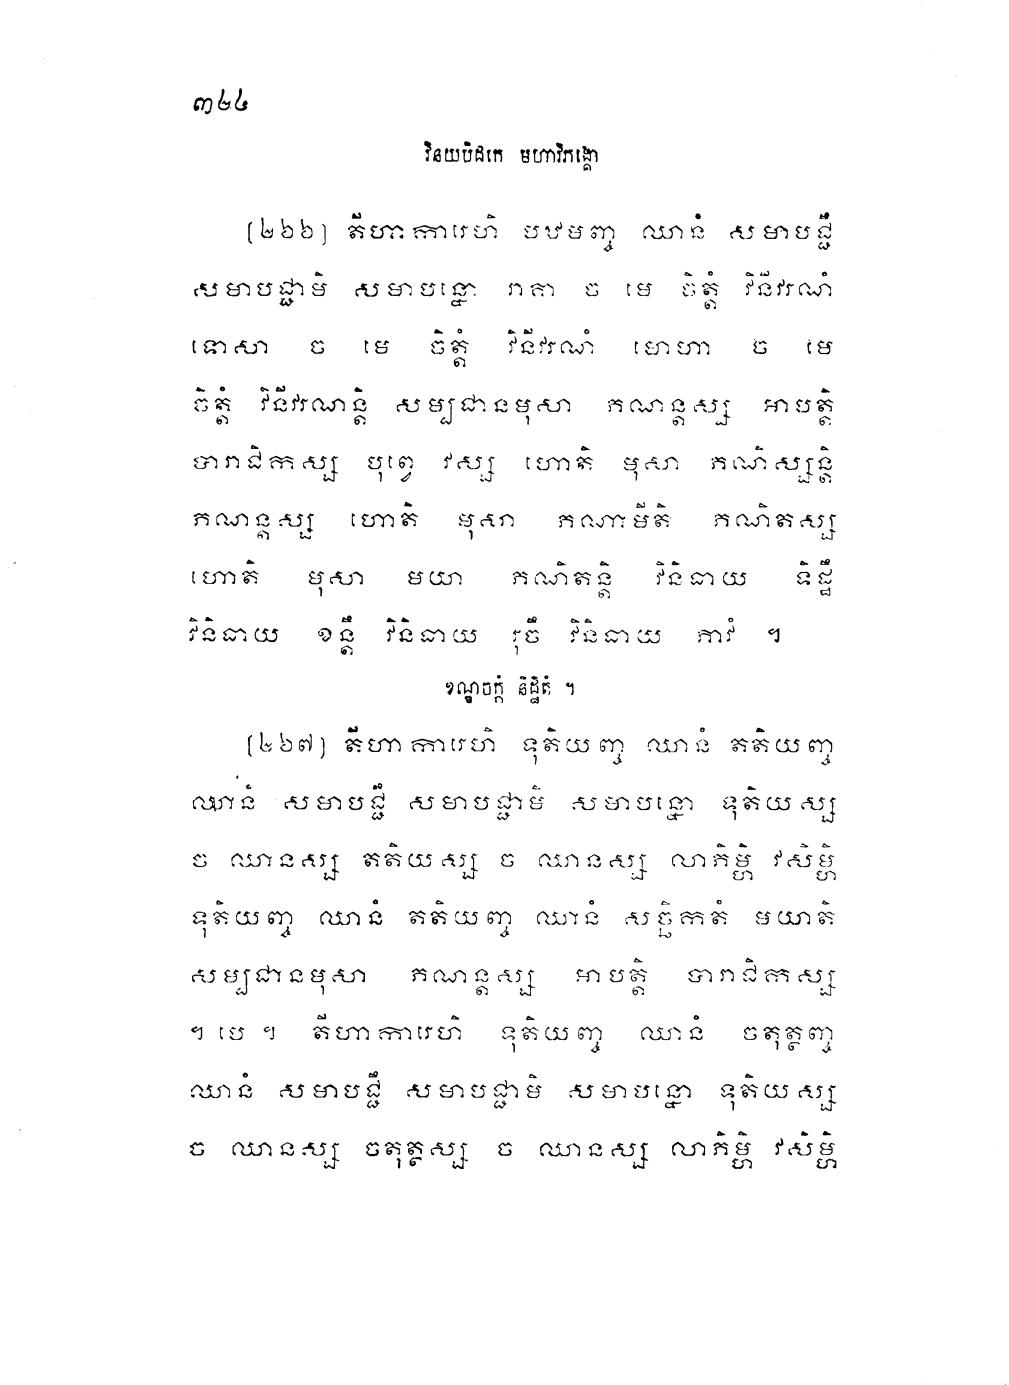 ៣២៤
វិនយបិដកេ មហាវិភង្គោ
[២៦៦] តីហាការេហិ បឋមញ្ច ឈានំ សមាបជ្ជឹ
សមាបជ្ជាមិ សមាបន្នោ រាគា ច មេ ចិត្តំ វិនីវរណំ
ទោសា ច មេ ចិត្តំ វិនីវរណំ មោហា ច មេ
ចិត្តំ វិនីវរណន្តិ សម្បជានមុសា ភណន្តស្ស អាបត្តិ
បារាជិកស្ស បុព្វេ វស្ស ហោតិ មុសា ភណិស្សន្តិ
ភណន្តស្ស ហោតិ មុសា ភណាមីតិ ភណិតស្ស
ហោតិ មុសា មយា ភណិតន្តិ វិនិធាយ ទិដ្ឋឹ
វិនិធាយ ខន្តឹ វិនិធាយ រុចឹ វិនិធាយ ភាវំ ។
ខណ្ឌចក្កំ និដ្ឋិតំ ។
[២៦៧] តីហាការេហិ ទុតិយញ្ច ឈានំ តតិយញ្ច
ឈានំ សមាបជ្ជឹ សមាបជ្ជាមិ សមាបន្នោ ទុតិយស្ស
ច ឈានស្ស តតិយស្ស ច ឈានស្ស លាភិម្ហិ វសិម្ហិ
ទុតិយញ្ច ឈានំ តតិយញ្ច ឈានំ សច្ឆិកតំ មយាតិ
សម្បជានមុសា ភណន្តស្ស អាបត្តិ បារាជិកស្ស
។ បេ ។ តីហាការេហិ ទុតិយញ្ច ឈានំ ចតុត្ថញ្ច
ឈានំ សមាបជ្ជឹ សមាបជ្ជាមិ សមាបន្នោ ទុតិយស្ស
ច ឈានស្ស ចតុត្ថស្ស ច ឈានស្ស លាភិម្ហិ វសិម្ហិ